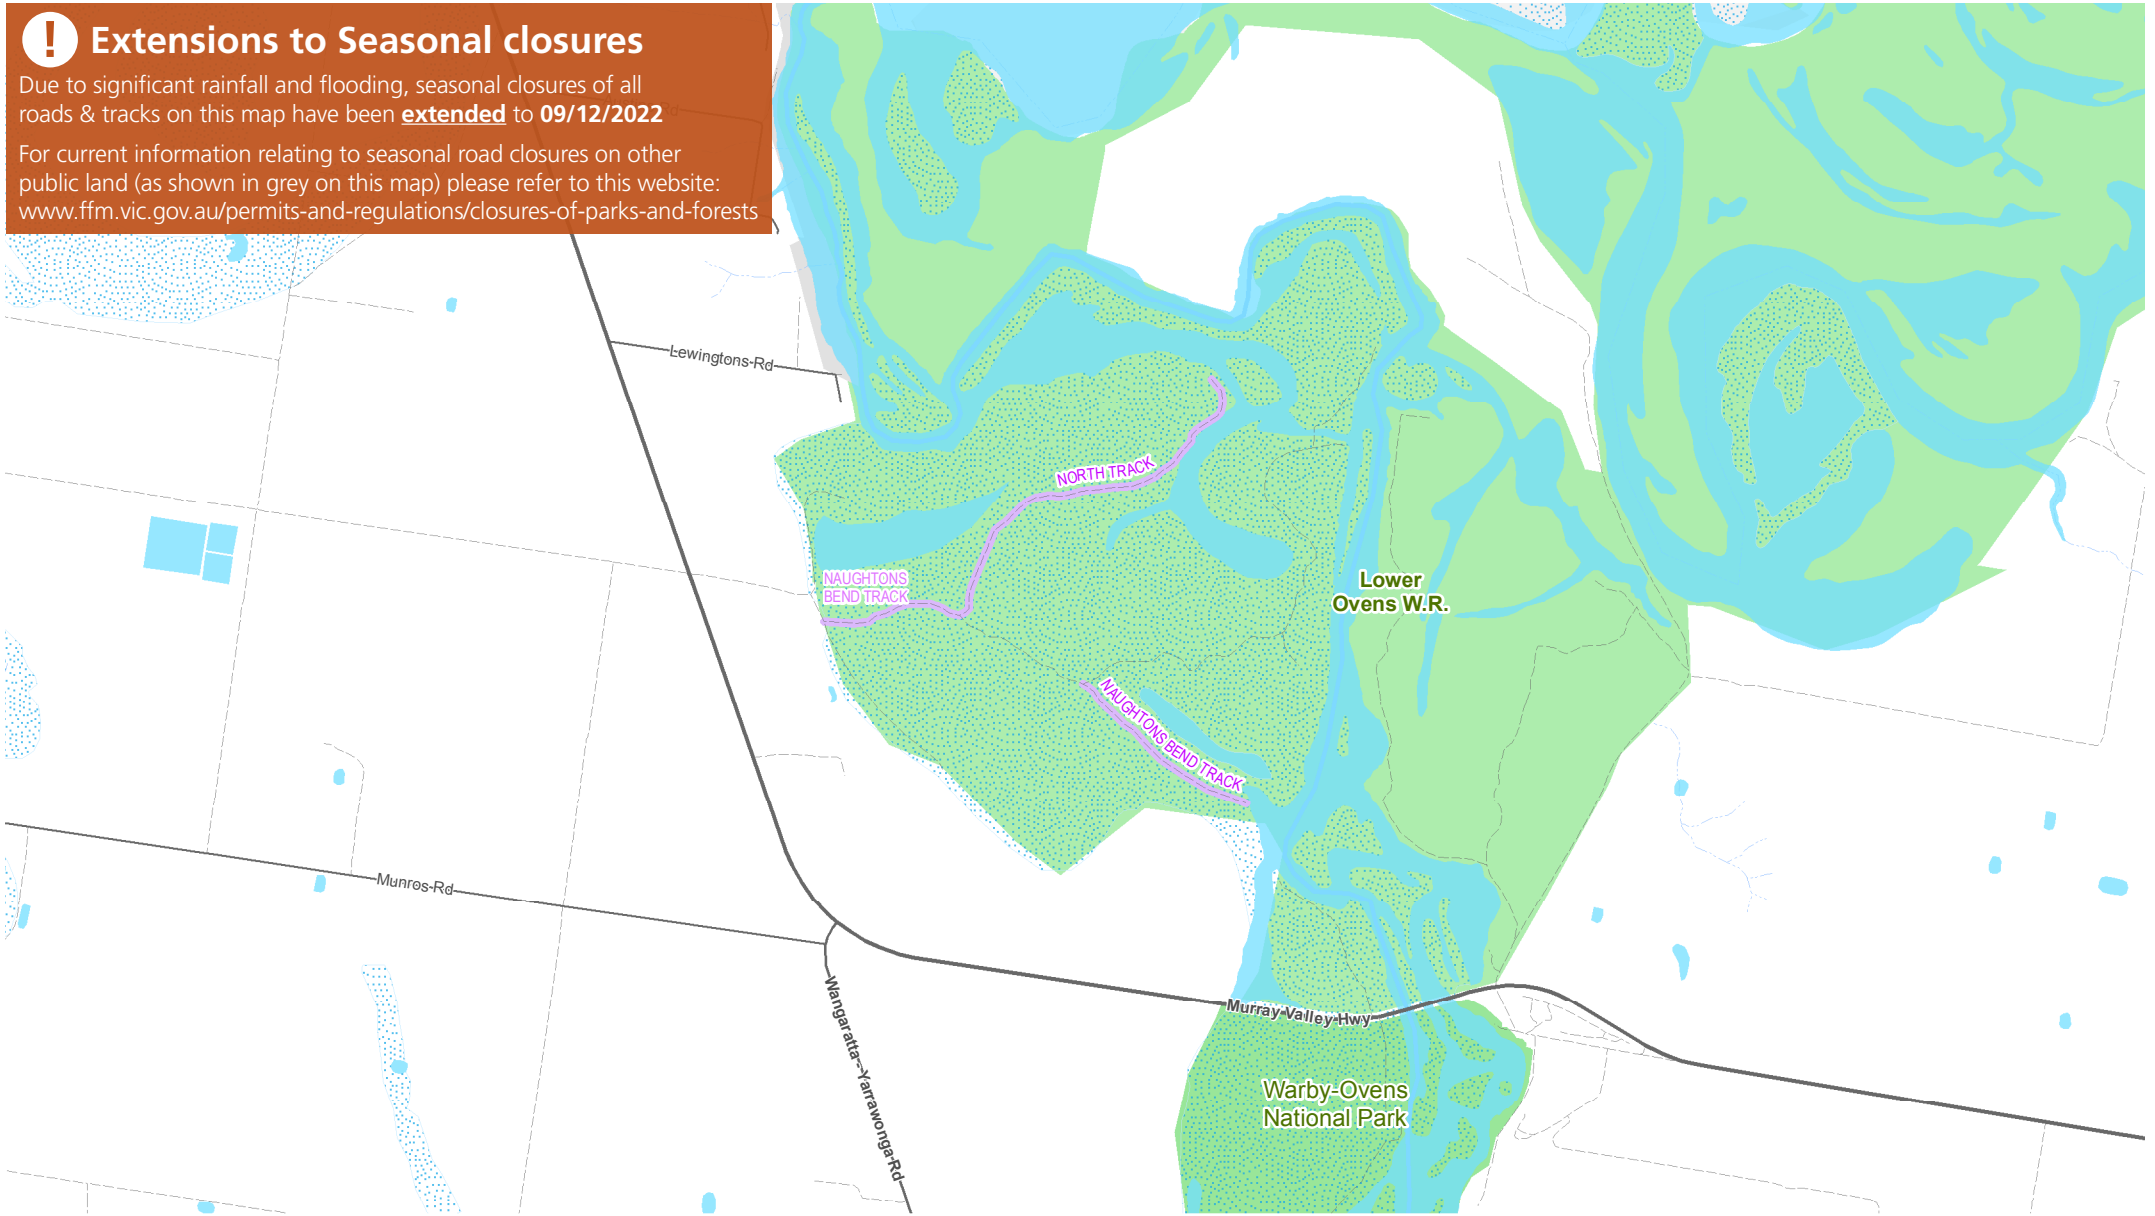 ! Extensions to Seasonal closures
Due to significant rainfall and flooding, seasonal closures of all
roads & tracks on this map have been extended to 09/12/2022
For current information relating to seasonal road closures on other
public land (as shown in grey on this map) please refer to this website:
www.ffm.vic.gov.au/permits-and-regulations/closures-of-parks-and-forests
Lewingtons Rd
NORTH TRACK
NAUGHTONS
BEND TRACK
Lower
Ovens W.R.
NAUGHTONS BEND TRACK
Munros-Rd
Wangaratta-Yarrawonga-Rd
Murray Valley Hwy
Warby-Ovens
National Park